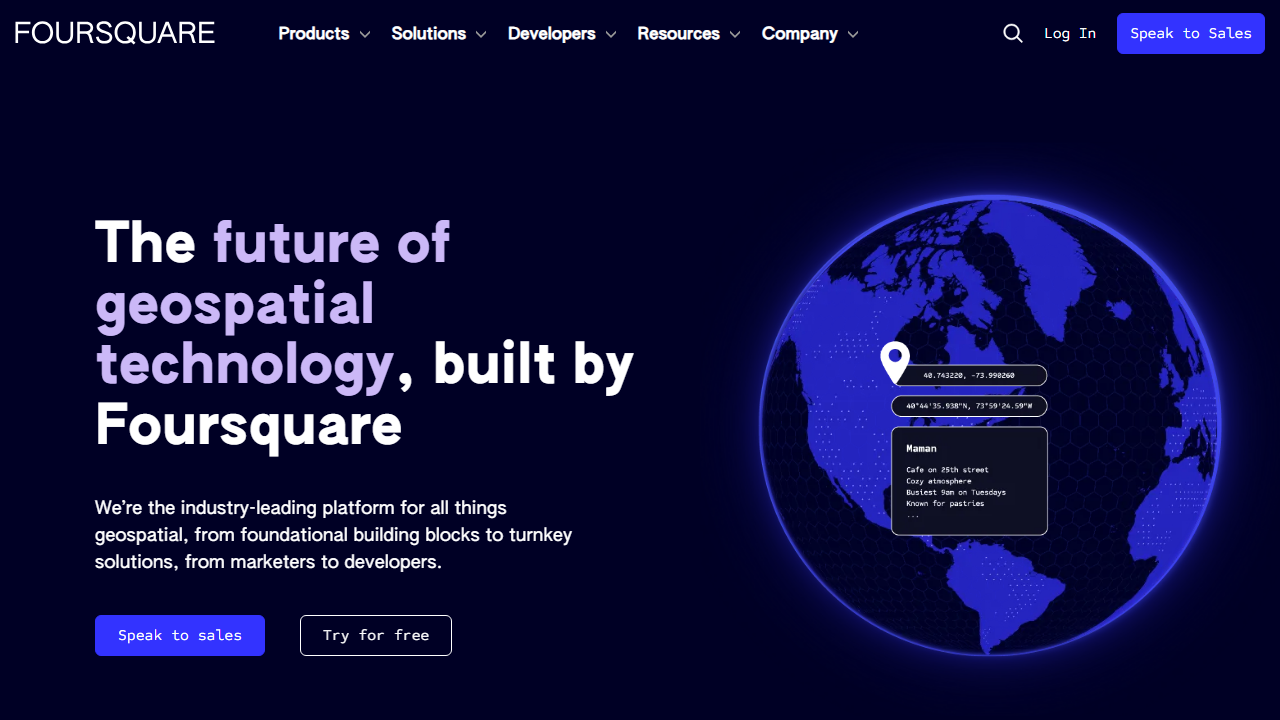 FOURSQUARE
Products
Solutions
Developers
Resources
Company
Log In
Speak to Sales
The future of
geospatial
technology, built by
Foursquare
We’re the industry-leading platform for all things
geospatial, from foundational building blocks to turnkey
solutions, from marketers to developers.
Speak to sales
Try for free
40.743220, -73.990260
40°44'35.938"N, 73°59'24.59"W
Maman
Cafe on 25th street
Cozy atmosphere
Busiest 9am on Tuesdays
Known for pastries
...